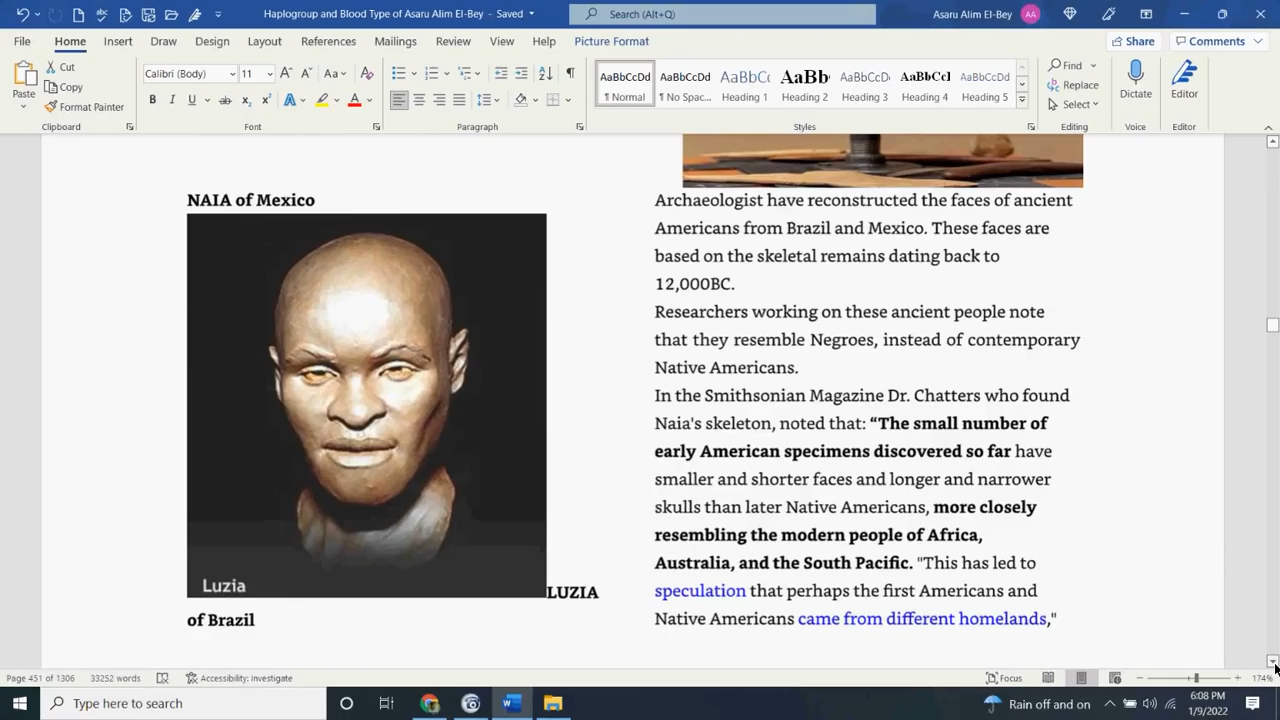 Haplogroup and Blood Type of Asaru Alim El-Bey - Saved
Search (Alt+Q)
Asaru Alim El-Bey
AA
File
Home
Insert
Draw
Design
Layout
References
Mailings
Review
View
Help
Picture Format
Share
Comments
Paste
Cut
Copy
Format Painter
Calibri (Body)
11
AaBbCcDd
¶ Normal
AaBbCcDd
¶ No Spac...
AaBbC
Heading 1
AaBb
Heading 2
AaBbCcD
Heading 3
AaBbCcI
Heading 4
AaBbCcDd
Heading 5
Find
Replace
Select
Dictate
Editor
Clipboard
Font
Paragraph
Styles
Editing
Voice
Editor
NAIA of Mexico
Luzia
LUZIA
of Brazil
Archaeologist have reconstructed the faces of ancient
Americans from Brazil and Mexico. These faces are
based on the skeletal remains dating back to
12,000BC.
Researchers working on these ancient people note
that they resemble Negroes, instead of contemporary
Native Americans.
In the Smithsonian Magazine Dr. Chatters who found
Naia's skeleton, noted that: “The small number of
early American specimens discovered so far have
smaller and shorter faces and longer and narrower
skulls than later Native Americans, more closely
resembling the modern people of Africa,
Australia, and the South Pacific. "This has led to
speculation that perhaps the first Americans and
Native Americans came from different homelands,"
Page 451 of 1306
33252 words
Accessibility: investigate
Focus
174%
Type here to search
Rain off and on
6:08 PM
1/9/2022